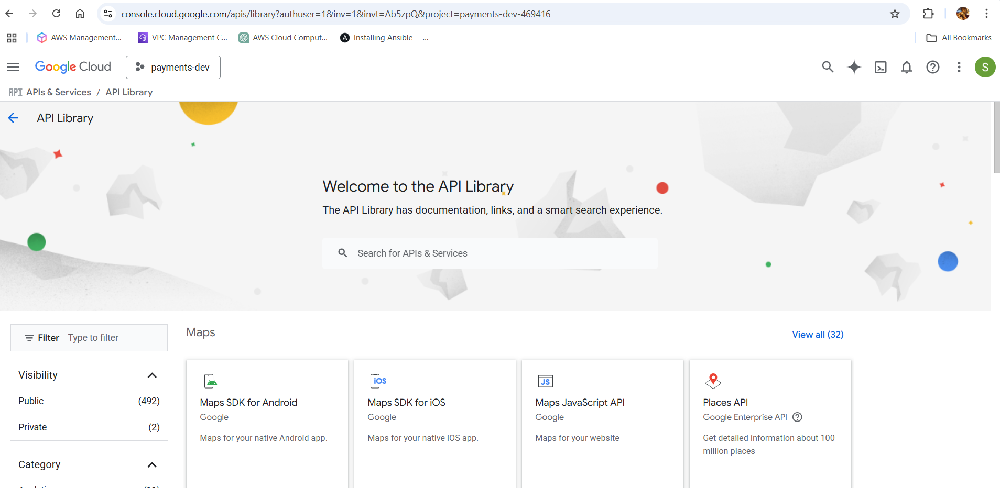 console.cloud.google.com/apis/library?authuser=1&inv=1&invt=Ab5zpQ&project=payments-dev-469416
AWS Management... VPC Management C... AWS Cloud Comput... Installing Ansible —... All Bookmarks
Google Cloud payments-dev S
API APIs & Services / API Library
API Library
Welcome to the API Library
The API Library has documentation, links, and a smart search experience.
Search for APIs & Services
Filter Type to filter
Maps
View all (32)
Visibility
Public (492)
Private (2)
Category
iOS
JS
Maps SDK for Android
Google
Maps for your native Android app.
Maps SDK for iOS
Google
Maps for your native iOS app.
Maps JavaScript API
Google
Maps for your website
Places API
Google Enterprise API
Get detailed information about 100
million places